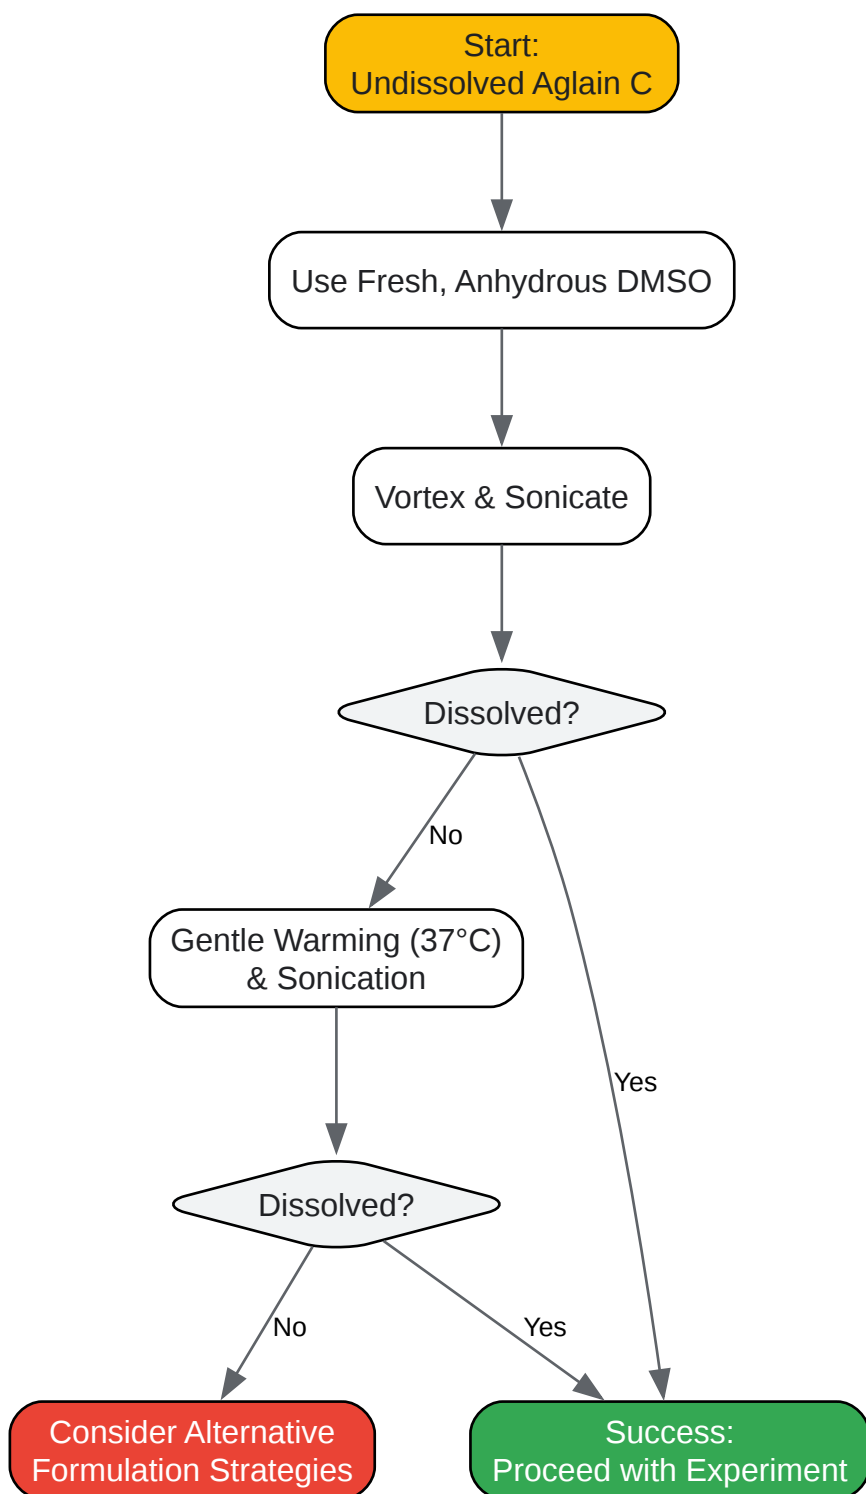 Start:
Undissolved Aglain C
Use Fresh, Anhydrous DMSO
Vortex & Sonicate
Dissolved?
No
Gentle Warming (37°C)
& Sonication
Yes
Dissolved?
No
Yes
Consider Alternative
Formulation Strategies
Success:
Proceed with Experiment